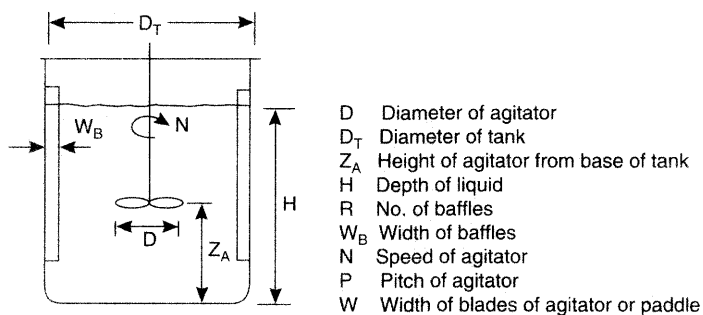 D_T
W_B
N
H
D
Z_A
D Diameter of agitator
D_T Diameter of tank
Z_A Height of agitator from base of tank
H Depth of liquid
R No. of baffles
W_B Width of baffles
N Speed of agitator
P Pitch of agitator
W Width of blades of agitator or paddle